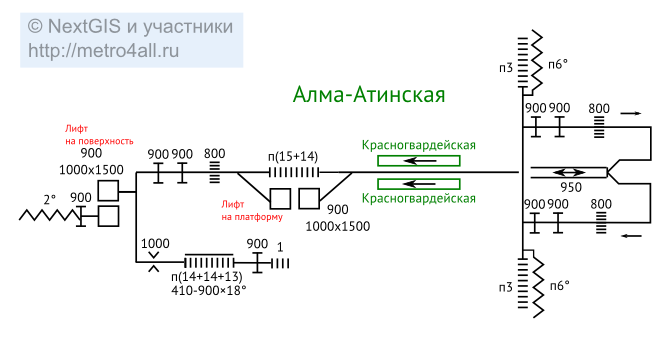 © NextGIS и участники
http://metro4all.ru
п3
п6°
Алма-Атинская
900
900
800
Лифт
на поверхность
900
1000x1500
900 900
800
п(15+14)
Красногвардейская
950
2°
900
Лифт
на платформу
900
1000x1500
Красногвардейская
900
900
800
1000
900
1
п(14+14+13)
410-900×18°
п3
п6°